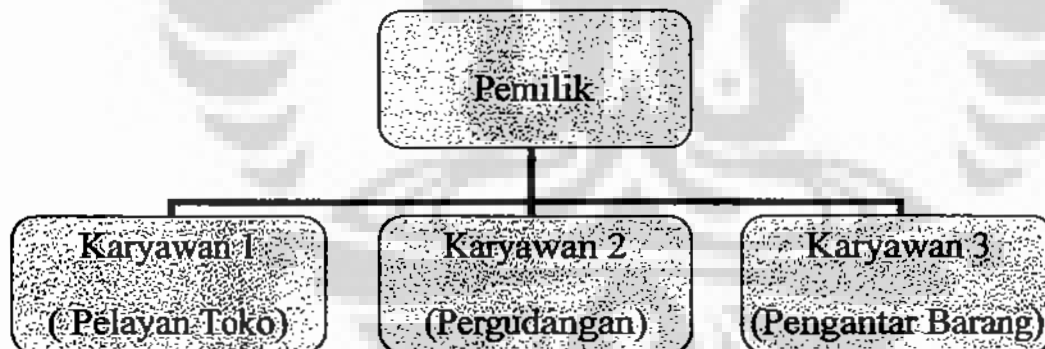 Pemilik
Karyawan 1
( Pelayan Toko)
Karyawan 2
(Pergudangan)
Karyawan 3
(Pengantar Barang)